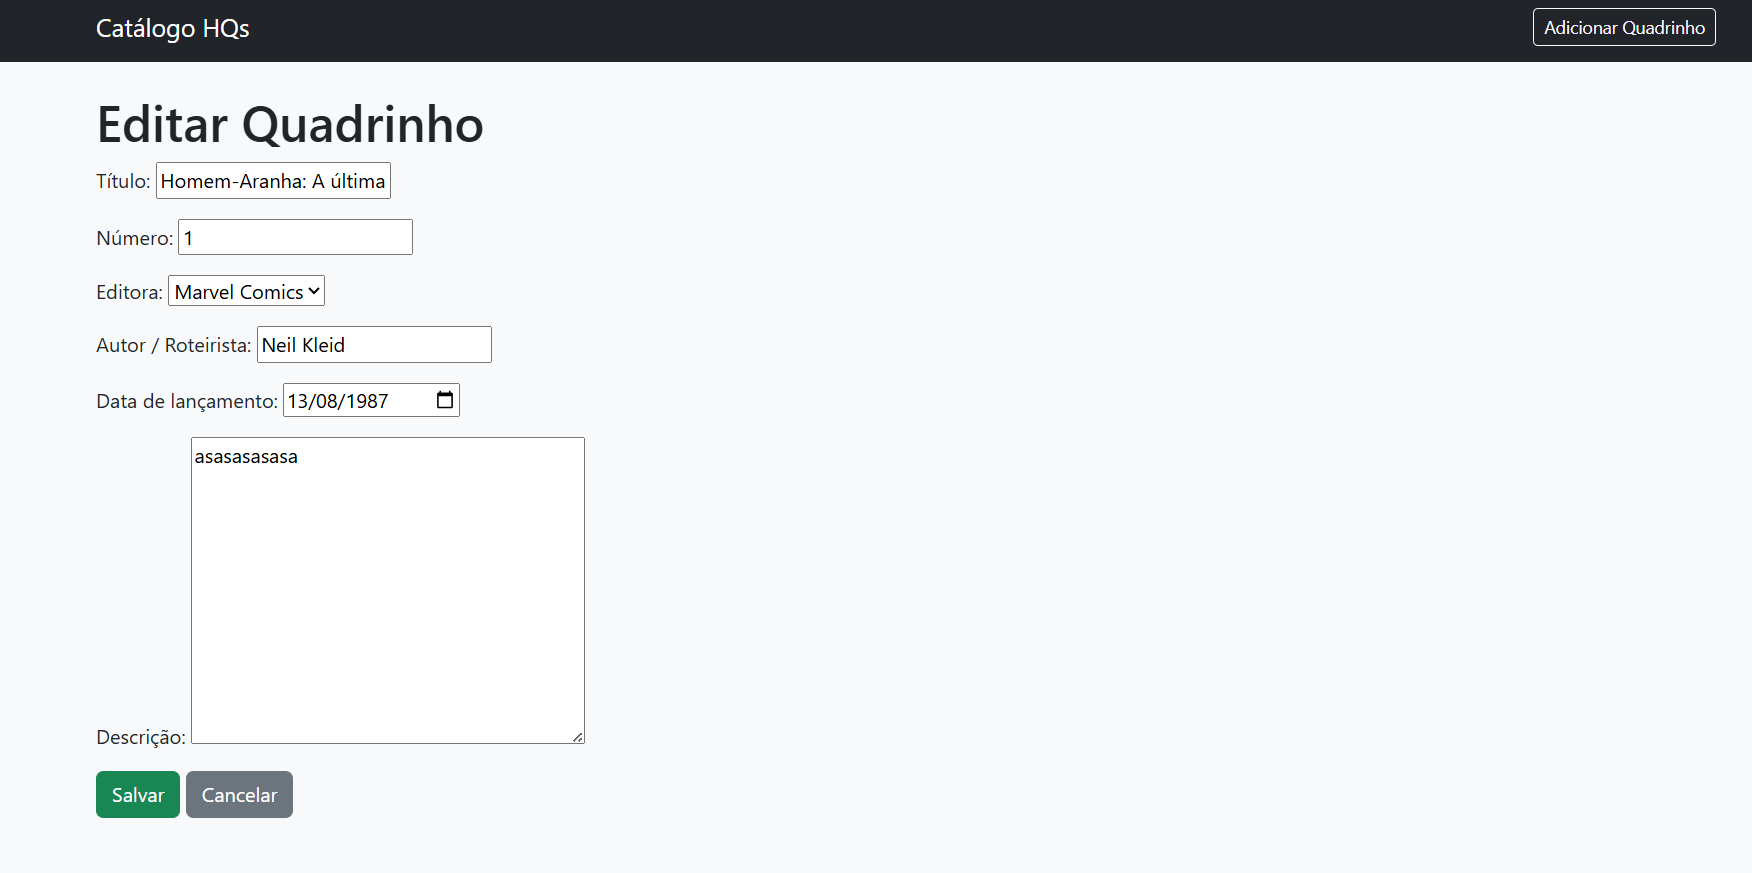 Catálogo HQs
Adicionar Quadrinho
Editar Quadrinho
Título: Homem-Aranha: A última
Número: 1
Editora: Marvel Comics
Autor / Roteirista: Neil Kleid
Data de lançamento: 13/08/1987
asasasasasa
Descrição:
Salvar Cancelar